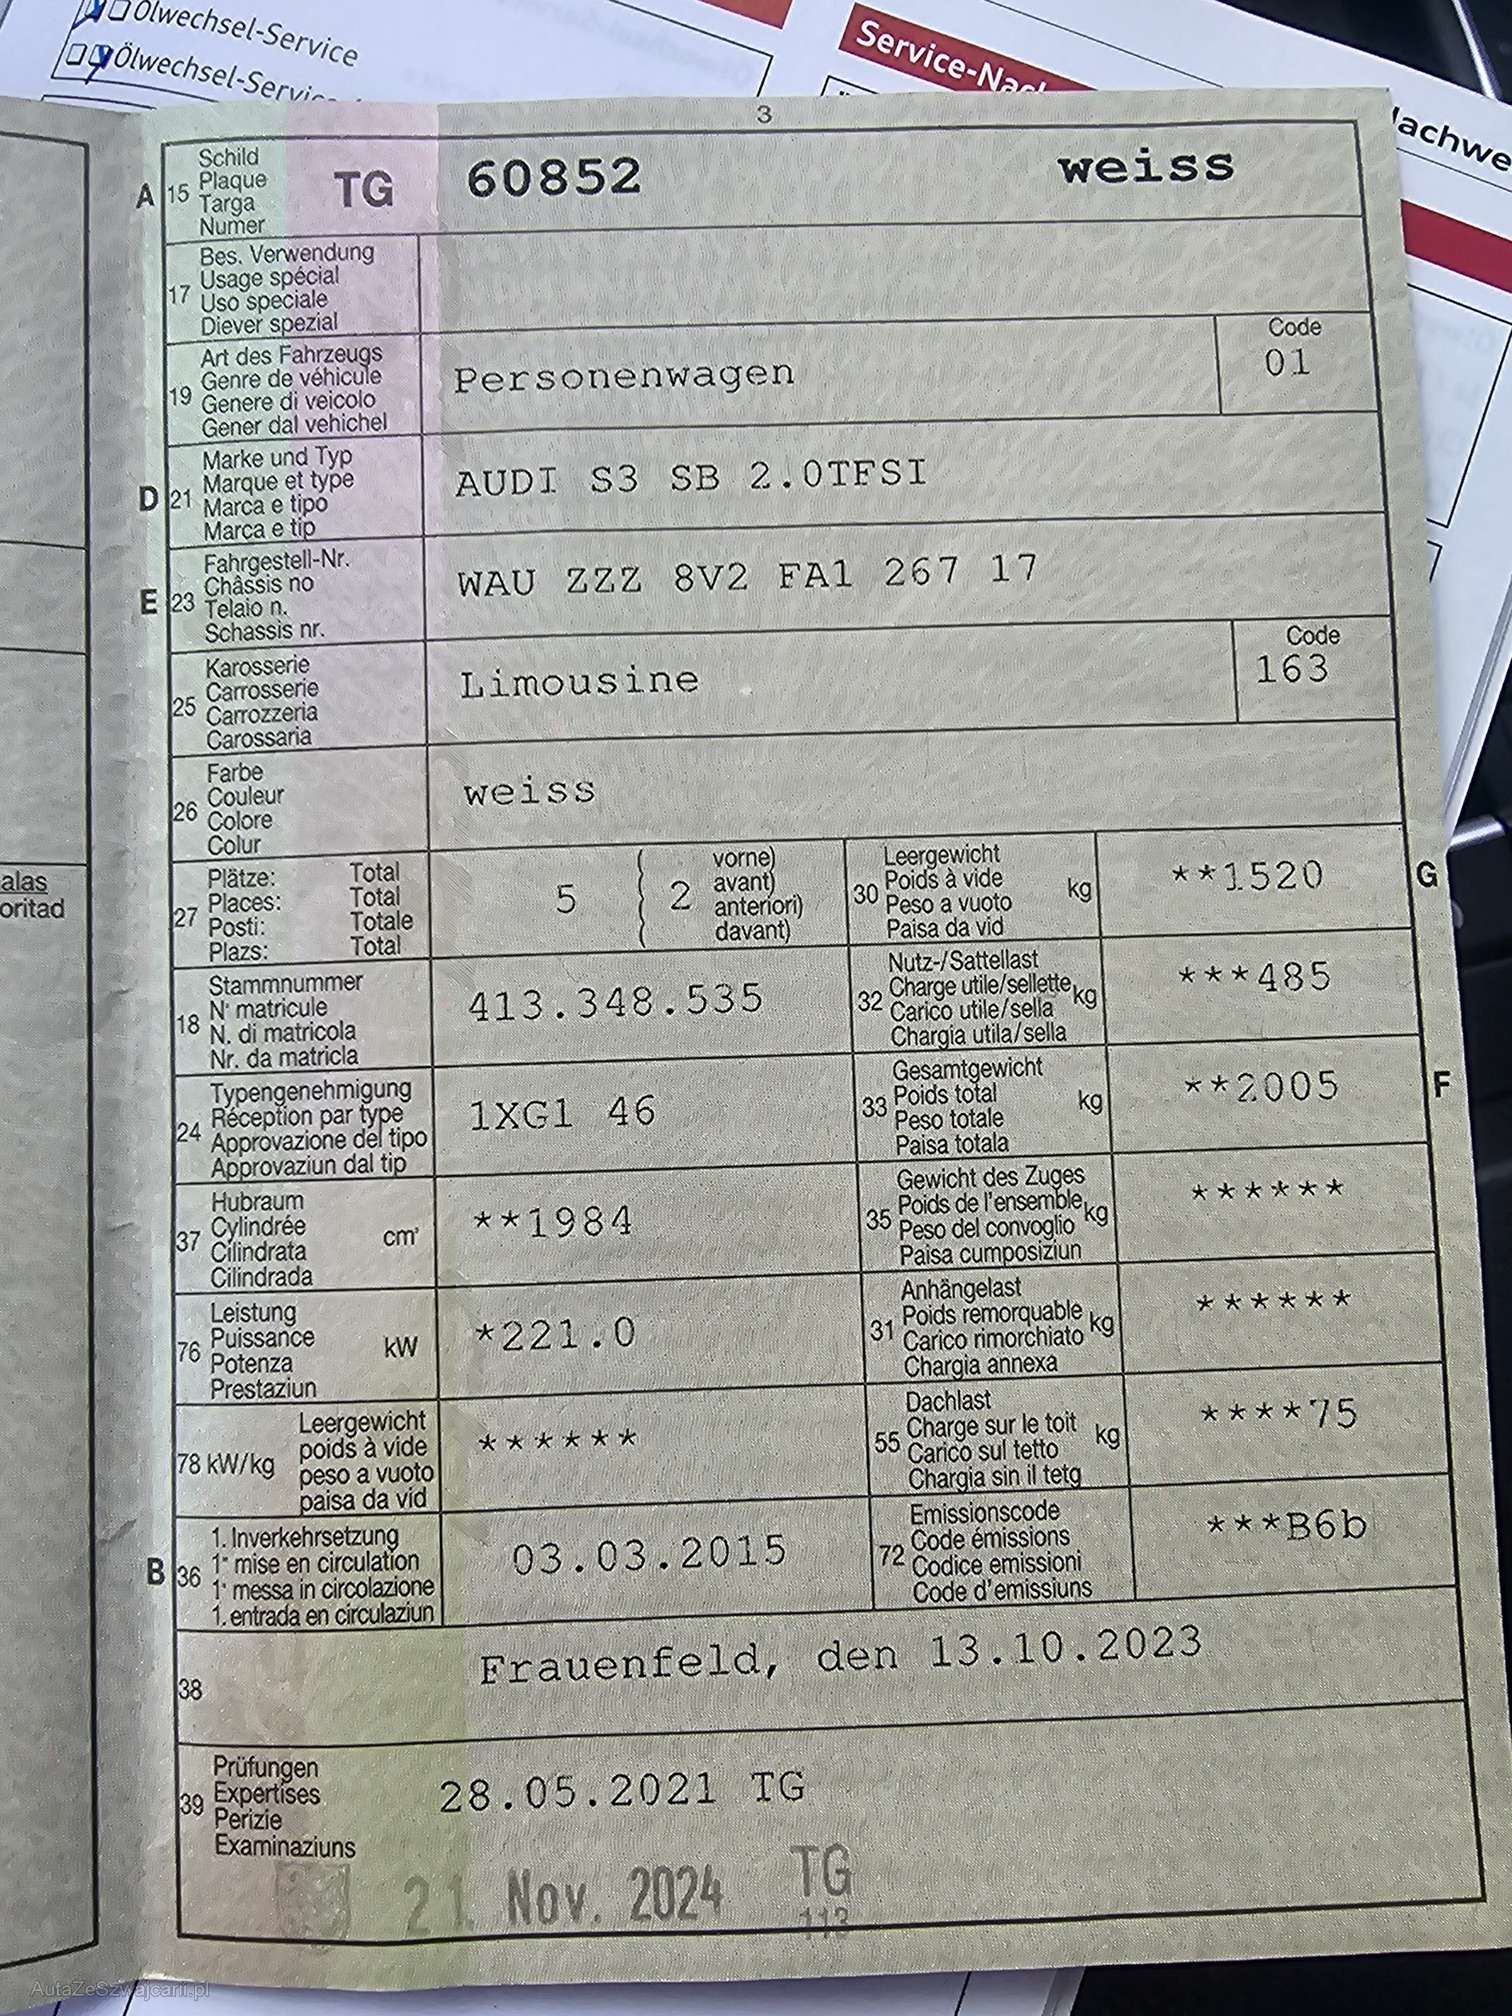 Ölwechsel-Service
Ölwechsel-Service
Service-Nach
Nachwe
3
A 15 Schild
Plaque
Targa
Numer
TG 60852 weiss
17 Bes. Verwendung
Usage spécial
Uso speciale
Diever spezial
19 Art des Fahrzeugs
Genre de véhicule
Genere di veicolo
Gener dal vehichel
Personenwagen
Code
01
D 21 Marke und Typ
Marque et type
Marca e tipo
Marca e tip
AUDI S3 SB 2.0TFSI
E 23 Fahrgestell-Nr.
Châssis no
Telaio n.
Schassis nr.
WAU ZZZ 8V2 FA1 267 17
25 Karosserie
Carrosserie
Carrozzeria
Carossaria
Limousine
Code
163
26 Farbe
Couleur
Colore
Colur
weiss
27 Plätze: Total
Places: Total
Posti: Totale
Plazs: Total
5 ( 2 vorne)
avant)
anteriori)
davant)
30 Leergewicht
Poids à vide kg
Peso a vuoto
Paisa da vid
**1520 G
alas
oritad
18 Stammnummer
N° matricule
N. di matricola
Nr. da matricla
413.348.535
32 Nutz-/Sattellast
Charge utile/sellette kg
Carico utile/sella
Chargia utila/sella
***485
24 Typengenehmigung
Réception par type
Approvazione del tipo
Approvaziun dal tip
1XG1 46
33 Gesamtgewicht
Poids total kg
Peso totale
Paisa totala
**2005 F
37 Hubraum
Cylindrée cm³
Cilindrata
Cilindrada
**1984
35 Gewicht des Zuges
Poids de l'ensemble kg
Peso del convoglio
Paisa cumposiziun
******
76 Leistung
Puissance kW
Potenza
Prestaziun
*221.0
31 Anhängelast
Poids remorquable kg
Carico rimorchiato
Chargia annexa
******
78 kW/kg Leergewicht
poids à vide
peso a vuoto
paisa da vid
******
55 Dachlast
Charge sur le toit kg
Carico sul tetto
Chargia sin il tetg
****75
B 36 1. Inverkehrsetzung
1re mise en circulation
1a messa in circolazione
1. entrada en circulaziun
03.03.2015
72 Emissionscode
Code émissions
Codice emissioni
Code d'emissiuns
***B6b
38 Frauenfeld, den 13.10.2023
39 Prüfungen
Expertises
Perizie
Examinaziuns
28.05.2021 TG
21. Nov. 2024 TG
113
AutaZeSzwajcarii.pl